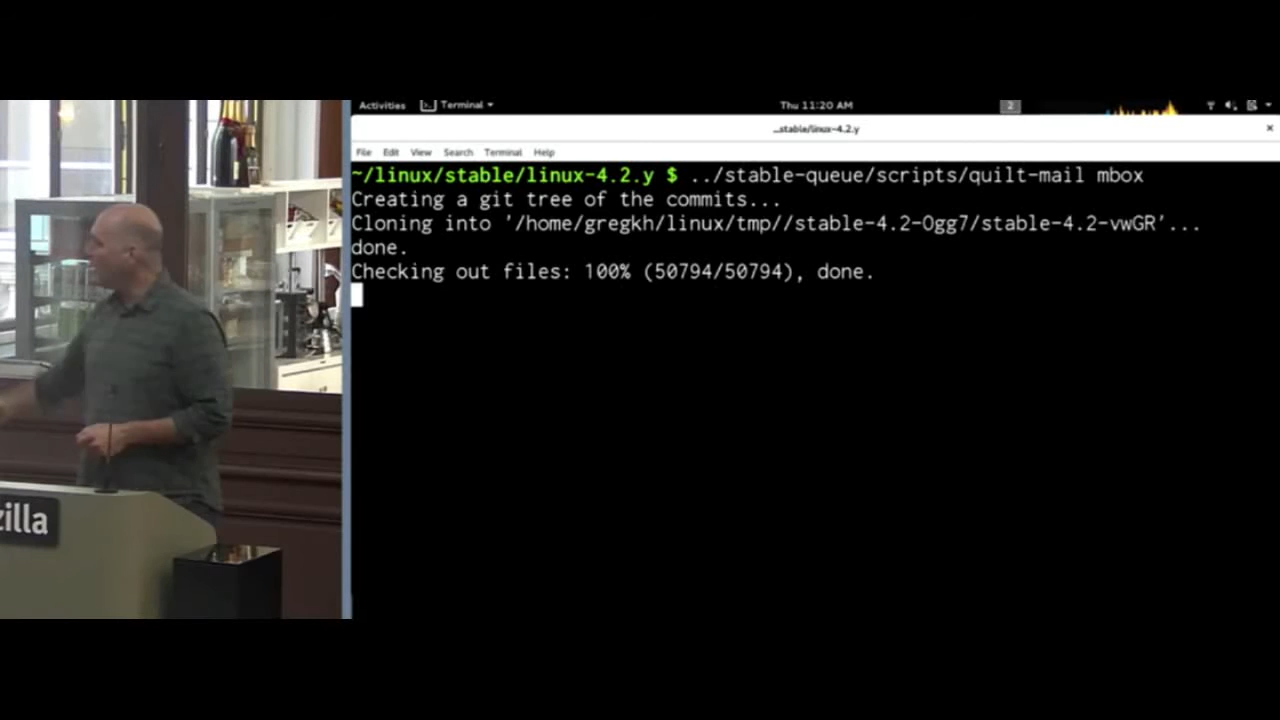 Activities Terminal Thu 11:20 AM 2
_stable/linux-4.2.y
File Edit View Search Terminal Help
~/linux/stable/linux-4.2.y $ ../stable-queue/scripts/quilt-mail mbox
Creating a git tree of the commits...
Cloning into '/home/gregkh/linux/tmp//stable-4.2-Ogg7/stable-4.2-vwGR'...
done.
Checking out files: 100% (50794/50794), done.
zilla